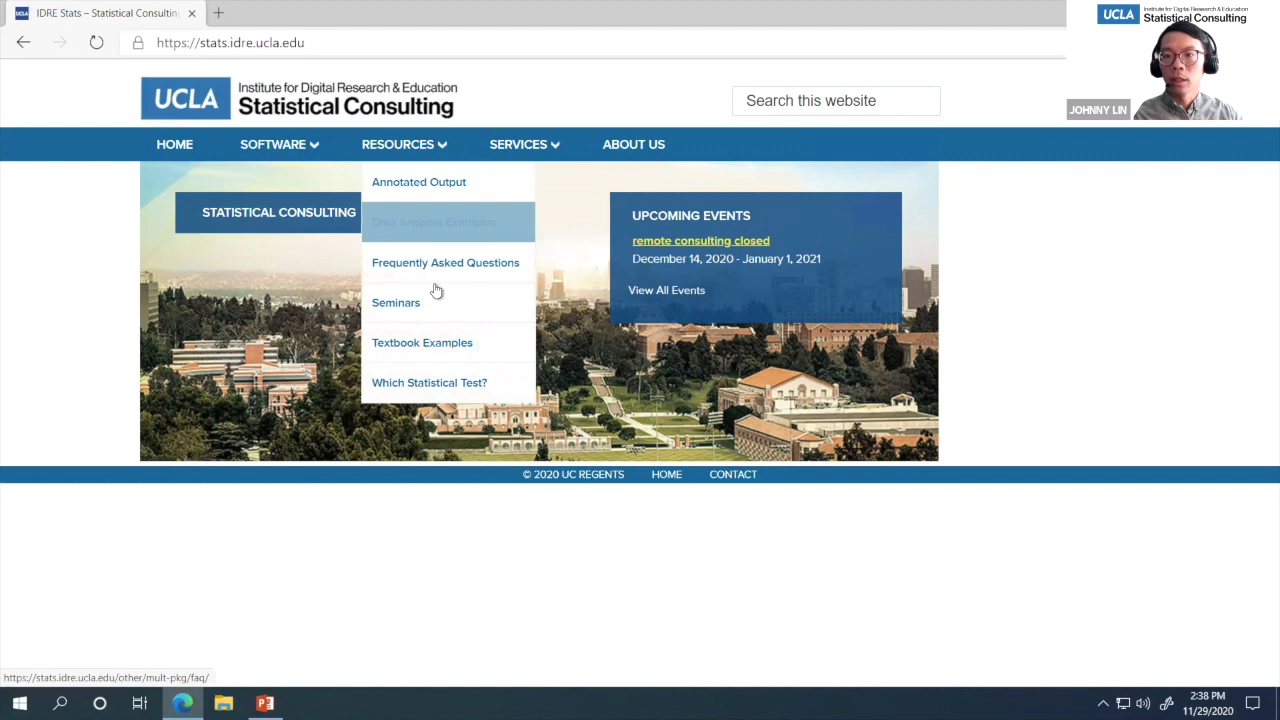 IDRE Stats – Statistical Consulting
https://stats.idre.ucla.edu
UCLA
Institute for Digital Research & Education
Statistical Consulting
JOHNNY LIN
UCLA
Institute for Digital Research & Education
Statistical Consulting
Search this website
HOME
SOFTWARE
RESOURCES
SERVICES
ABOUT US
Annotated Output
Data Analysis Examples
Frequently Asked Questions
Seminars
Textbook Examples
Which Statistical Test?
STATISTICAL CONSULTING
UPCOMING EVENTS
remote consulting closed
December 14, 2020 - January 1, 2021
View All Events
© 2020 UC REGENTS
HOME
CONTACT
https://stats.idre.ucla.edu/other/mult-pkg/faq/
2:38 PM
11/29/2020